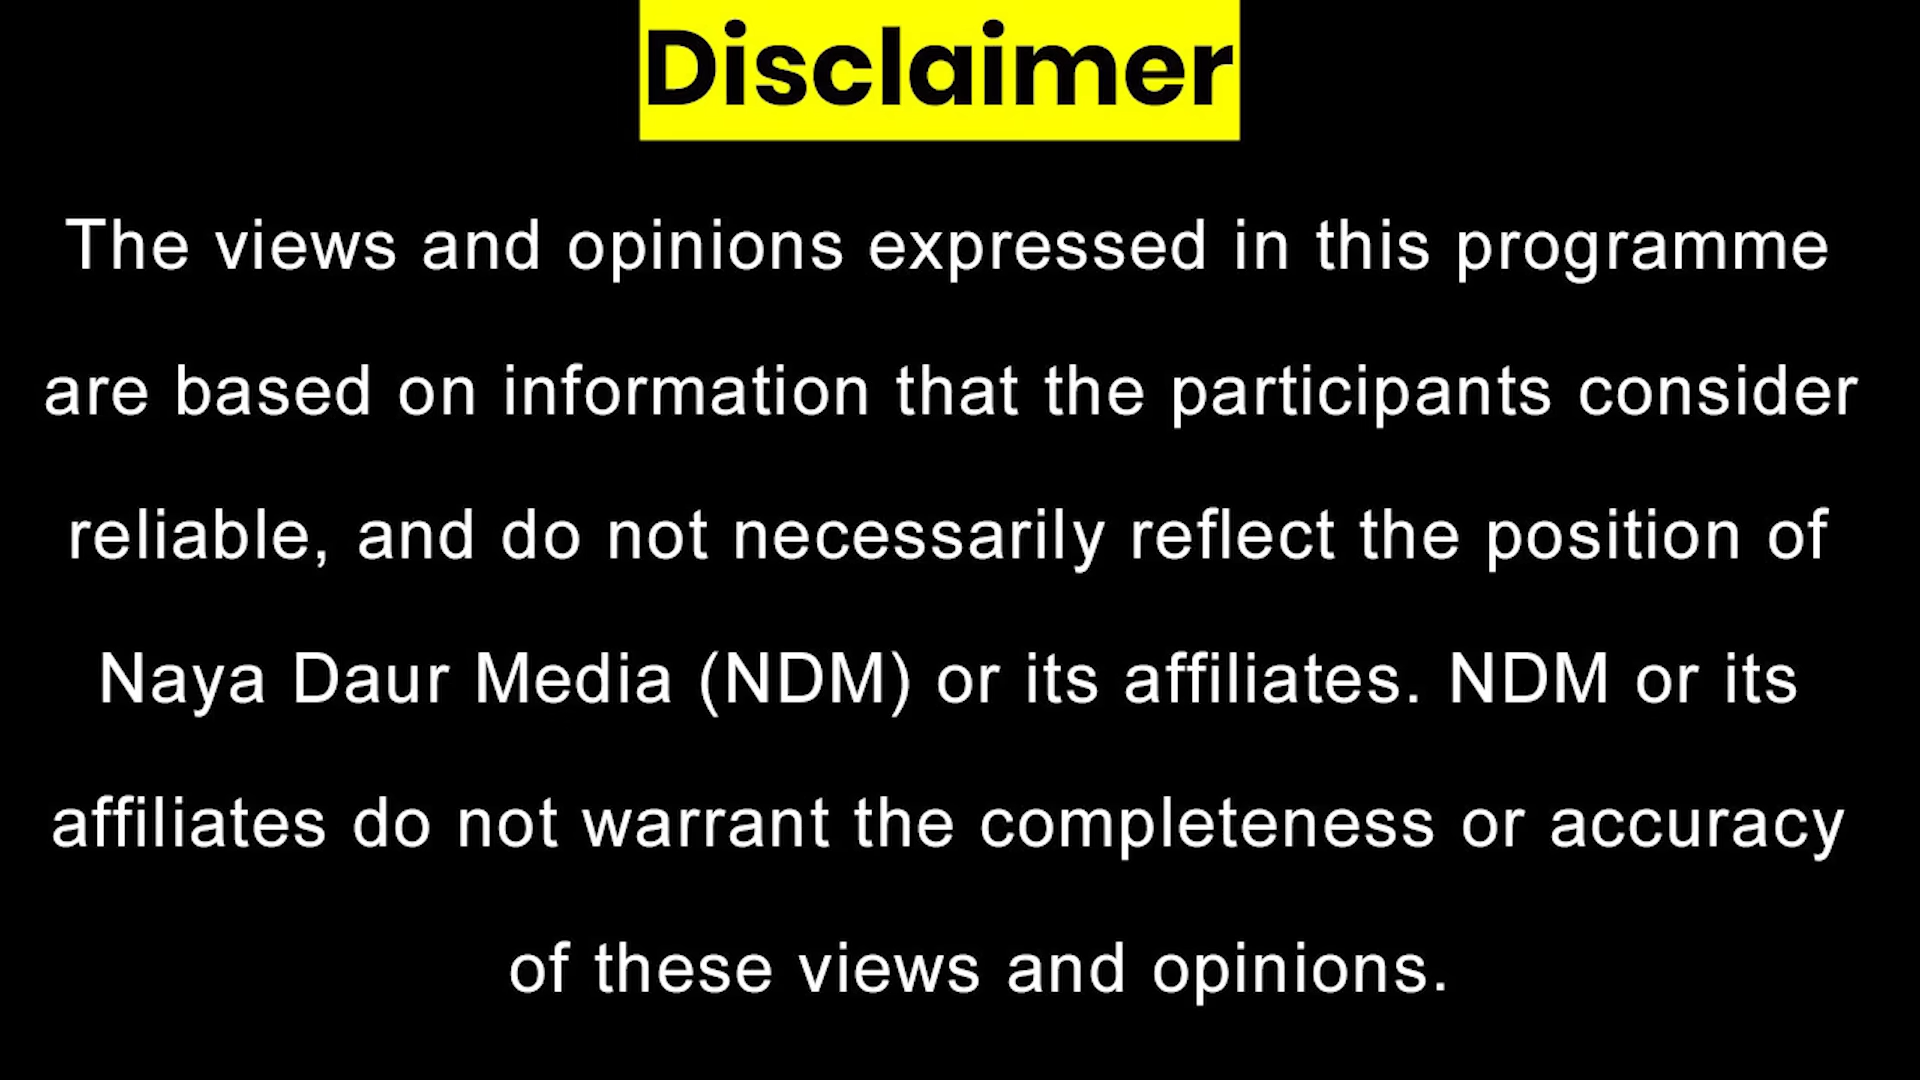 Disclaimer
The views and opinions expressed in this programme
are based on information that the participants consider
reliable, and do not necessarily reflect the position of
Naya Daur Media (NDM) or its affiliates. NDM or its
affiliates do not warrant the completeness or accuracy
of these views and opinions.